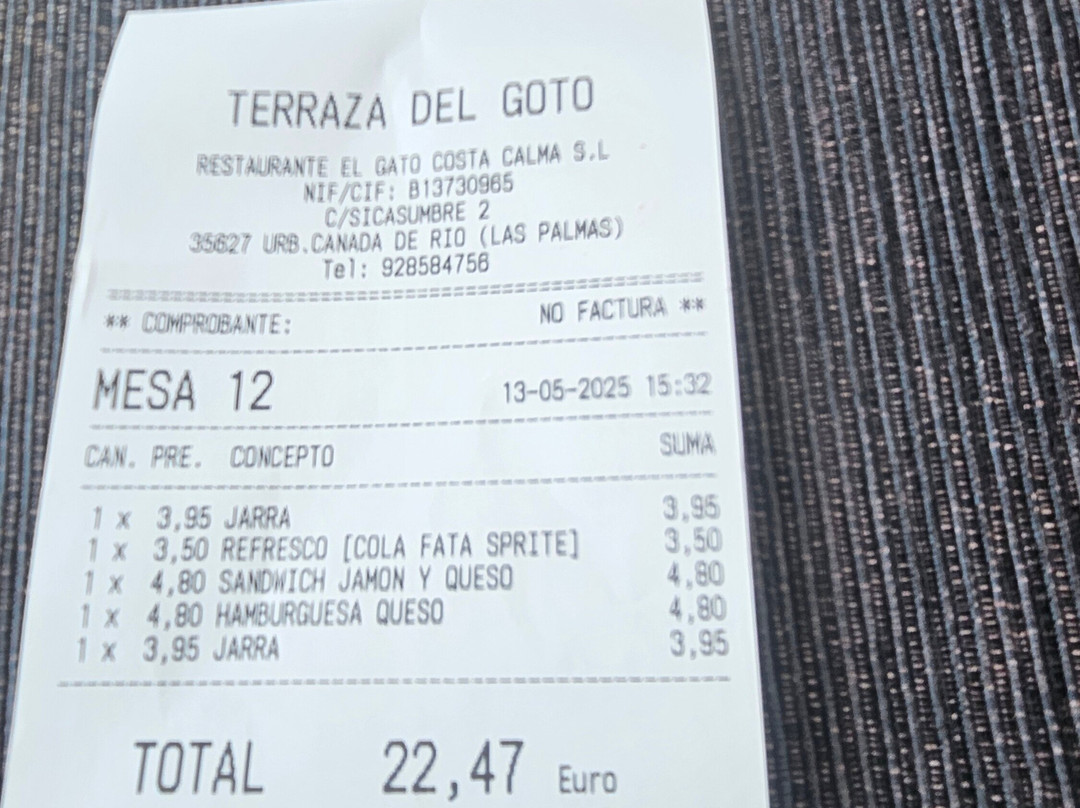 TERRAZA DEL GOTO
RESTAURANTE EL GATO COSTA CALMA S.L
NIF/CIF: B13730965
C/SICASUMBRE 2
35627 URB.CANADA DE RIO (LAS PALMAS)
Tel: 928584756
** COMPROBANTE: NO FACTURA **
MESA 12 13-05-2025 15:32
CAN. PRE. CONCEPTO SUMA
1 x 3,95 JARRA 3,95
1 x 3,50 REFRESCO [COLA FATA SPRITE] 3,50
1 x 4,80 SANDWICH JAMON Y QUESO 4,80
1 x 4,80 HAMBURGUESA QUESO 4,80
1 x 3,95 JARRA 3,95
TOTAL 22,47 Euro